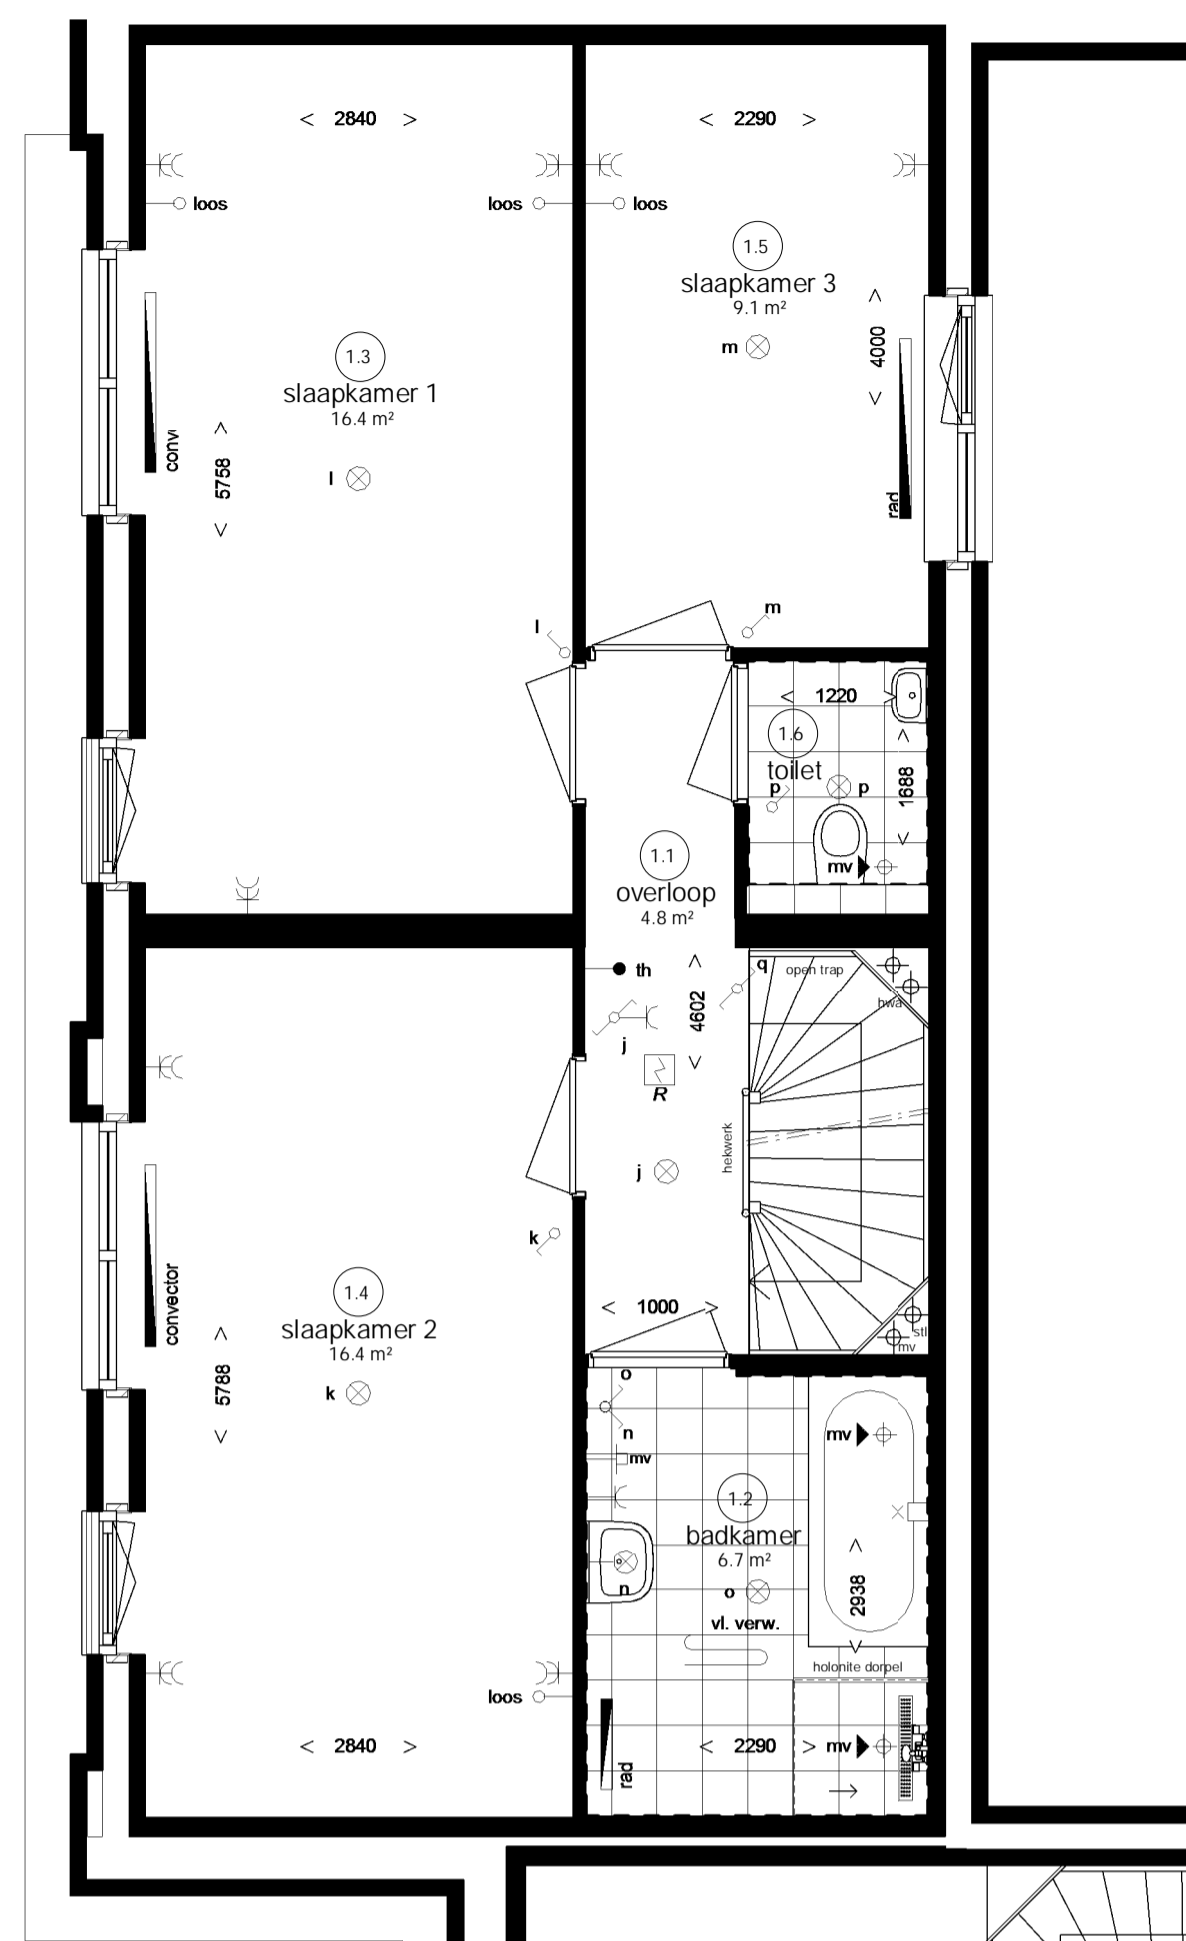 < 2840 >
< 2290 >
loos
loos
loos
1.5
slaapkamer 3
9.1 m²
m
< 4000 >
rad
1.3
slaapkamer 1
16.4 m²
l
conv
< 5758 >
l
m
< 1220 >
1.6
toilet
p
p
< 1688 >
mv
1.1
overloop
4.8 m²
th
j
R
< 4602 >
q
open trap
hwa
hekwerk
j
k
convector
1.4
slaapkamer 2
16.4 m²
k
< 5788 >
< 1000 >
stl
mv
o
n
mv
mv
1.2
badkamer
6.7 m²
n
o
vl. verw.
< 2938 >
holonite dorpel
loos
< 2840 >
rad
< 2290 >
mv